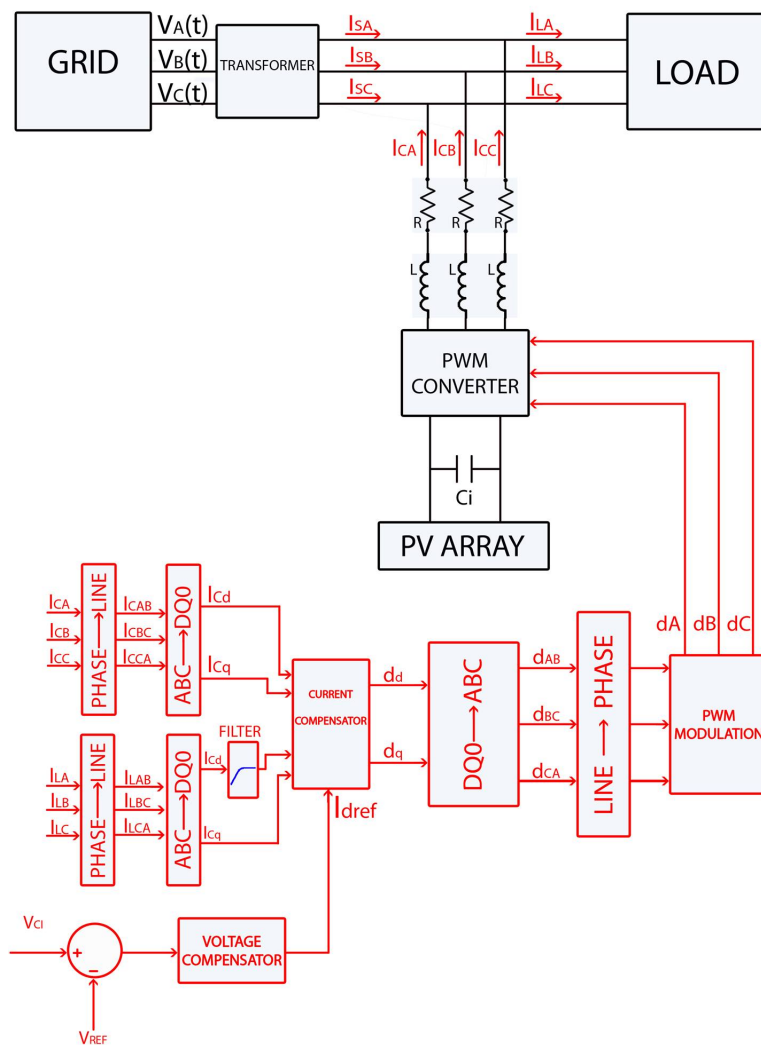 VA(t)
VB(t)
VC(t)
GRID
TRANSFORMER
ISA
ISB
ISC
ILA
ILB
ILC
LOAD
ICA
ICB
ICC
R
R
R
L
L
L
PWM
CONVERTER
Ci
PV ARRAY
ICA
ICB
ICC
PHASE→LINE
ICAB
ICBC
ICCA
ABC→DQ0
ICd
ICq
ILA
ILB
ILC
PHASE→LINE
ILAB
ILBC
ILCA
ABC→DQ0
FILTER
ICd
ICq
CURRENT
COMPENSATOR
Idref
dd
dq
DQ0→ABC
dAB
dBC
dCA
LINE → PHASE
dA
dB
dC
PWM
MODULATION
VCI
+
−
VREF
VOLTAGE
COMPENSATOR